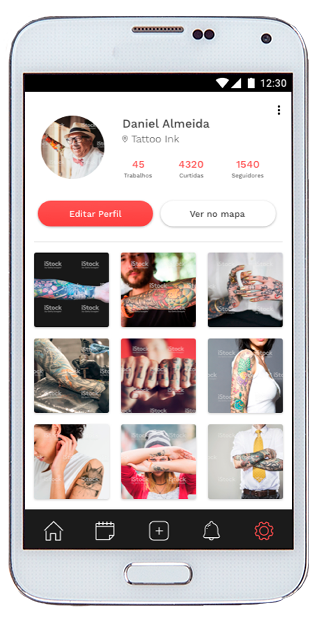 12:30
Daniel Almeida
Tattoo Ink
45 4320 1540
Trabalhos Curtidas Seguidores
Editar Perfil Ver no mapa
iStock iStock
iStock iStock
iStock
iStock
iStock
iStock
iStock
iStock